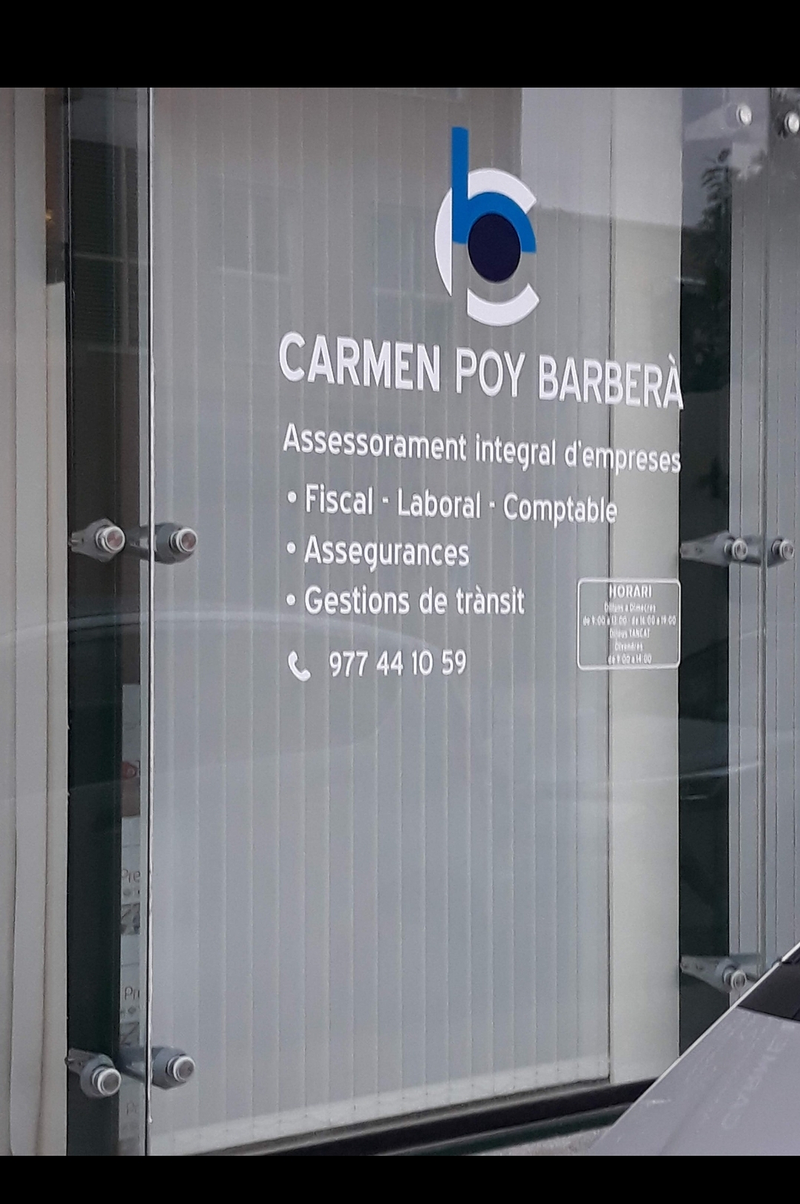 CARMEN POY BARBERÀ
Assessorament integral d'empreses
• Fiscal - Laboral - Comptable
• Assegurances
• Gestions de trànsit
977 44 10 59
HORARI
Dilluns a Dimecres
de 9:00 a 13:00 de 16:00 a 19:00
Dijous TANCAT
Divendres
de 9:00 a 14:00
Pre
Pr